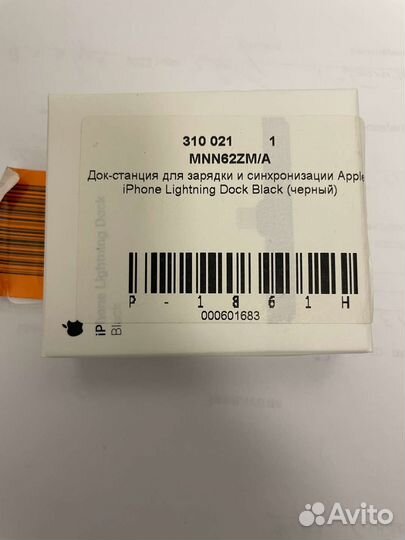 310 021 1
MNN62ZM/A
Док-станция для зарядки и синхронизации Apple
iPhone Lightning Dock Black (черный)
P-1861H
000601683
iPhone Lightning Dock
Black
Avito